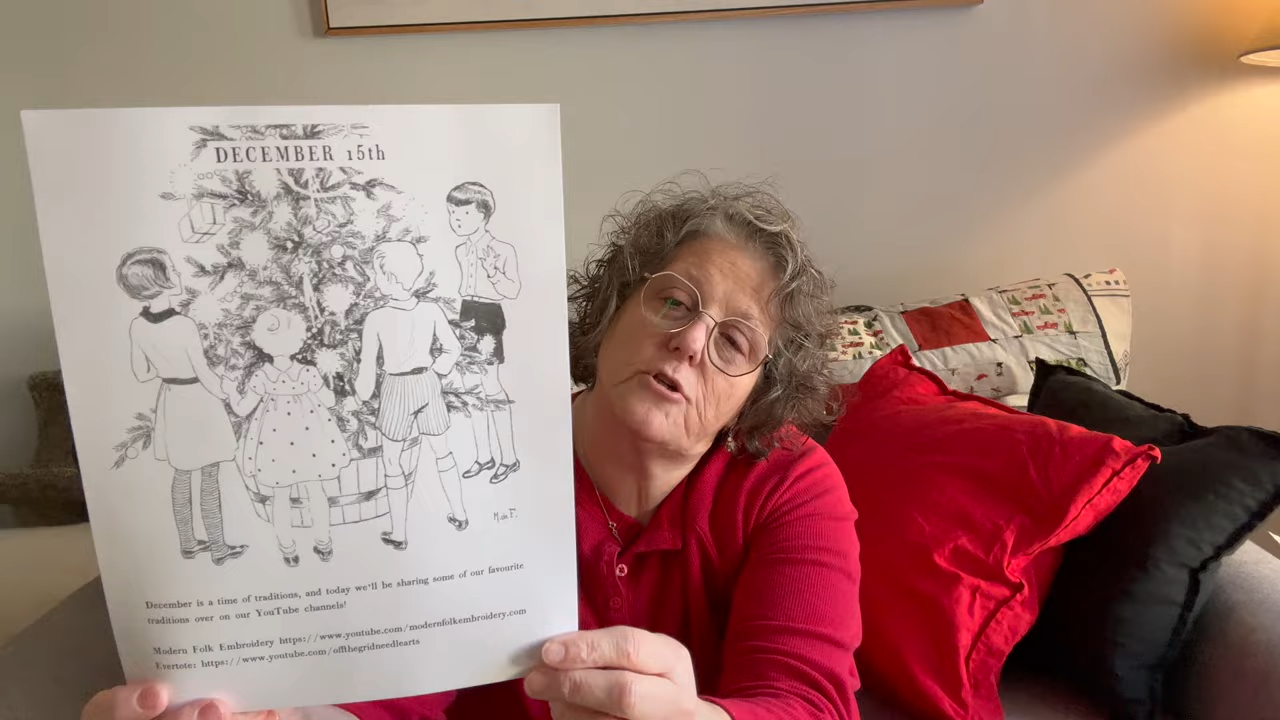 DECEMBER 15th
M. de F.
December is a time of traditions, and today we'll be sharing some of our favourite
traditions over on our YouTube channels!
Modern Folk Embroidery https://www.youtube.com/modernfolkembroidery.com
Evertote: https://www.youtube.com/offthegridneedlearts